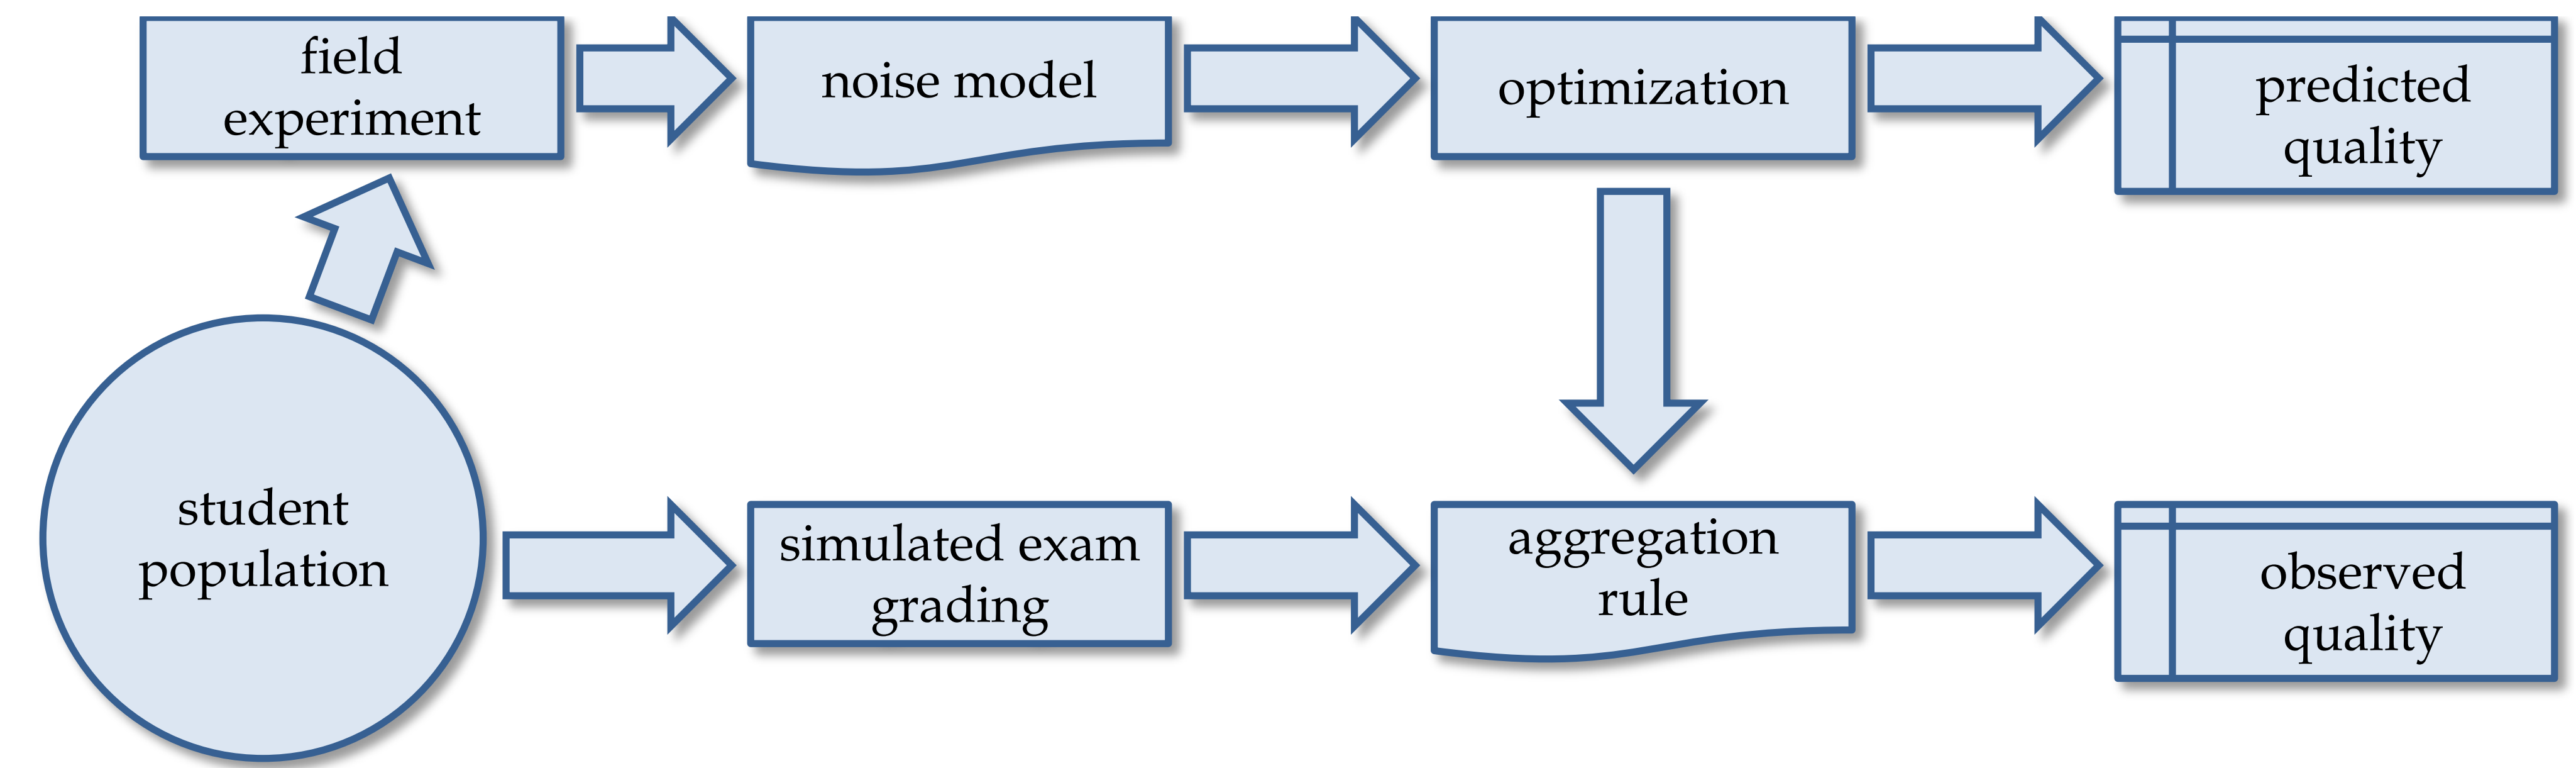 field
experiment
noise model
optimization
predicted
quality
student
population
simulated exam
grading
aggregation
rule
observed
quality